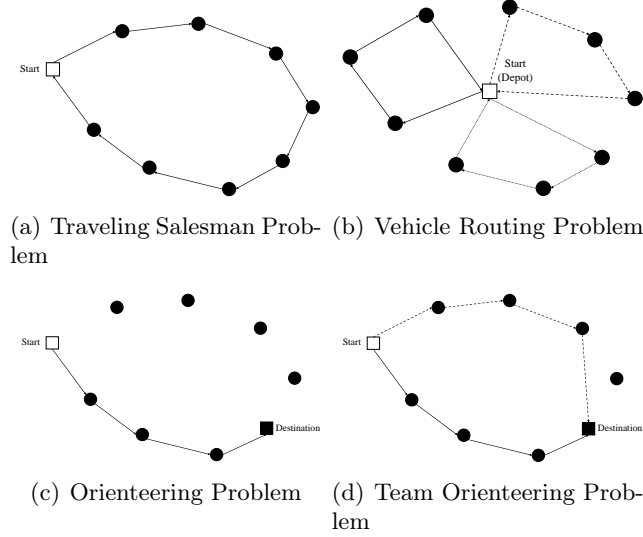 Start
Start
(Depot)
(a) Traveling Salesman Prob-
lem
(b) Vehicle Routing Problem
Start
Destination
Start
Destination
(c) Orienteering Problem
(d) Team Orienteering Prob-
lem